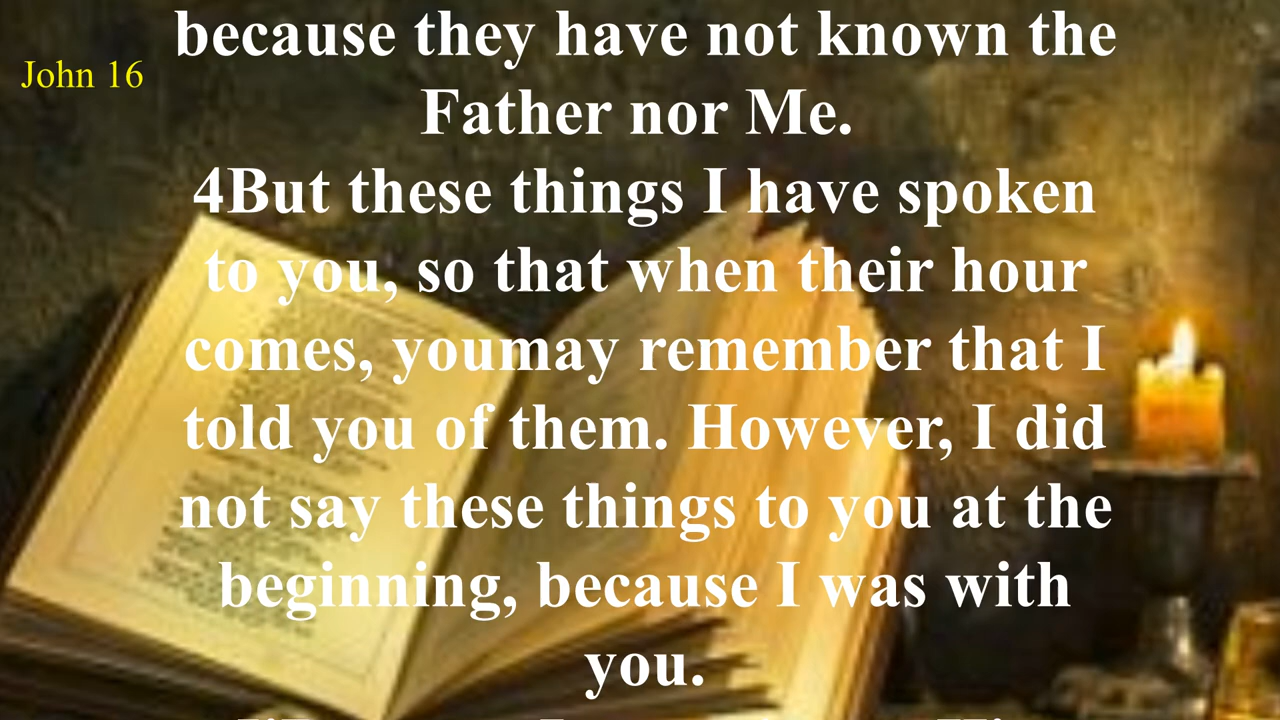 because they have not known the
John 16
Father nor Me.
4But these things I have spoken
to you, so that when their hour
comes, youmay remember that I
told you of them. However, I did
not say these things to you at the
beginning, because I was with
you.